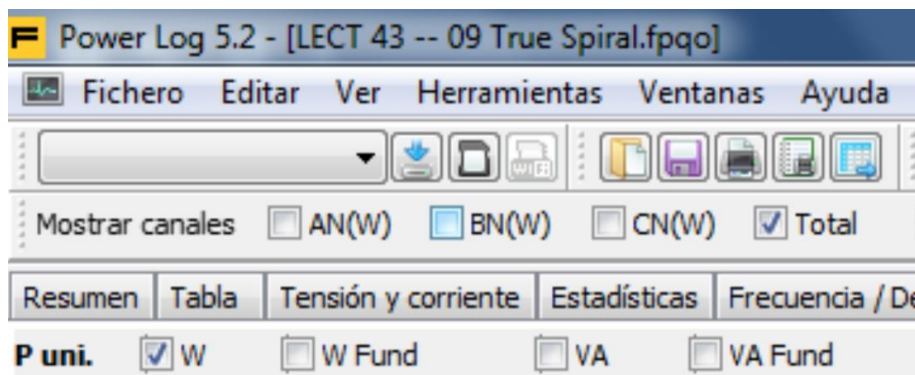 Power Log 5.2 - [LECT 43 -- 09 True Spiral.fpqo]
Fichero Editar Ver Herramientas Ventanas Ayuda
WiFi
Mostrar canales AN(W) BN(W) CN(W) Total
Resumen Tabla Tensión y corriente Estadísticas Frecuencia / De
P uni. W W Fund VA VA Fund